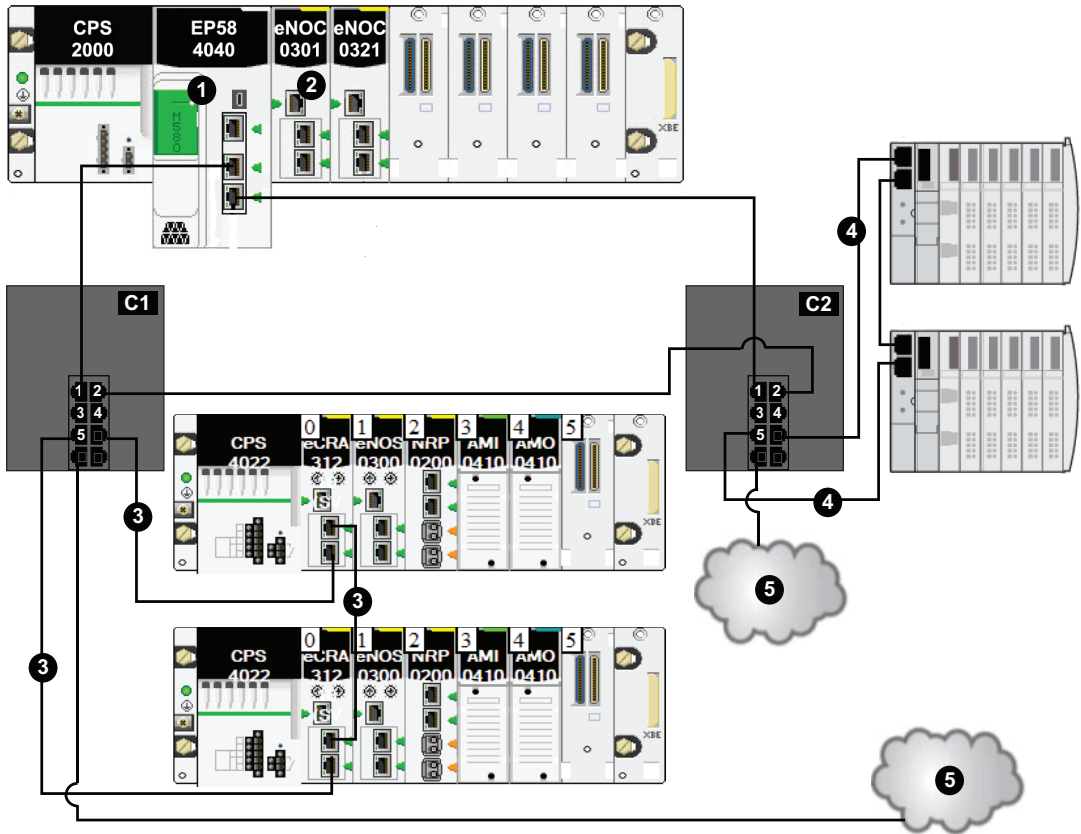 CPS 2000
EP58 4040
eNOC 0301
eNOC 0321
1
2
M580
XBE
C1
1 2
3 4
5
C2
1 2
3 4
5
4
4
5
0 1 2 3 4 5
CPS 4022
eCRA 312
eNOS 0300
NRP 0200
AMI 0410
AMO 0410
XBE
3
3
0 1 2 3 4 5
CPS 4022
eCRA 312
eNOS 0300
NRP 0200
AMI 0410
AMO 0410
XBE
3
5